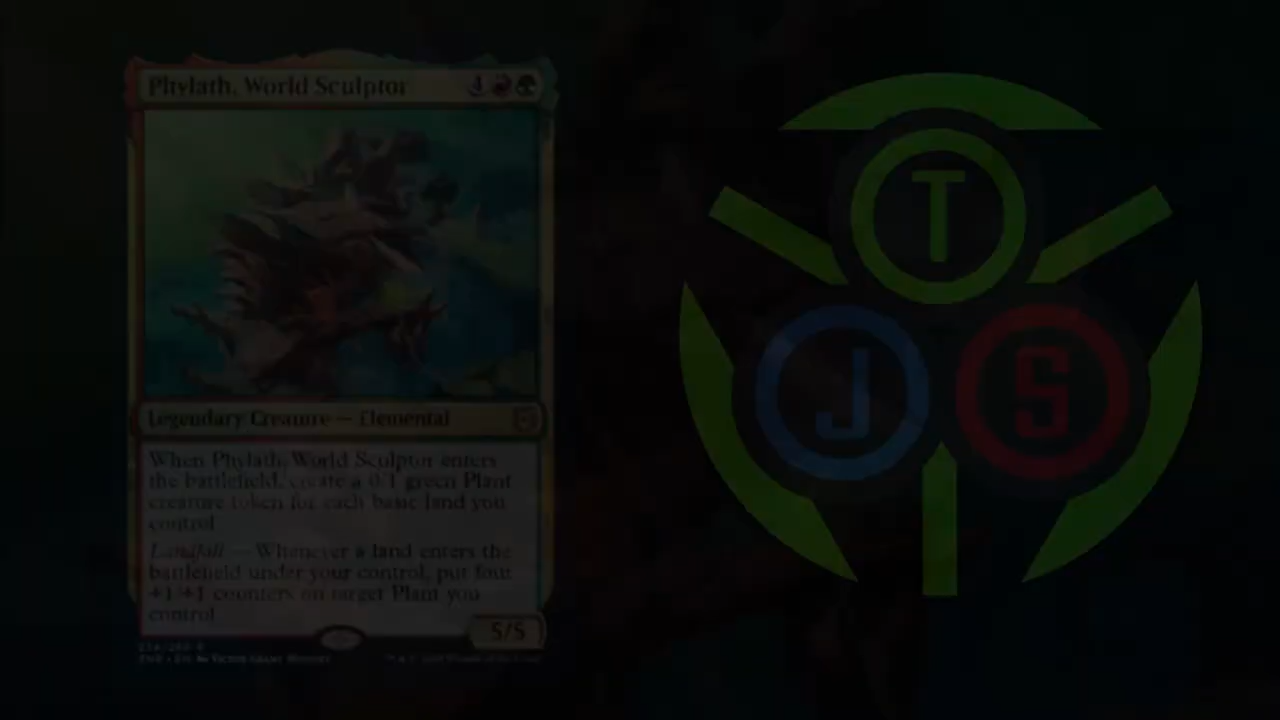 Phylath, World Sculptor 4
Legendary Creature — Elemental
When Phylath, World Sculptor enters
the battlefield, create a 0/1 green Plant
creature token for each basic land you
control.
Landfall — Whenever a land enters the
battlefield under your control, put four
+1/+1 counters on target Plant you
control.
5/5
T
J S